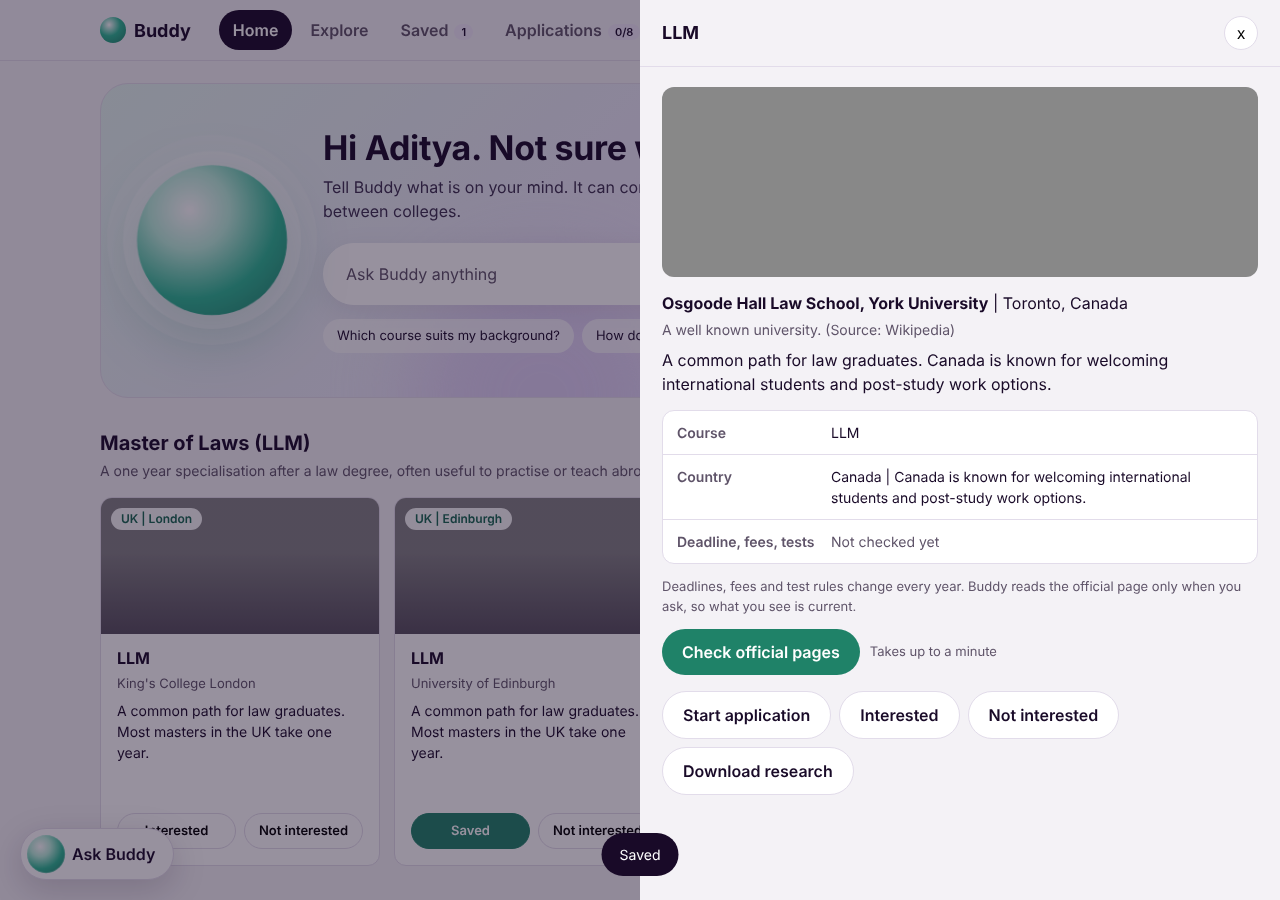 Buddy
Home
Explore
Saved 1
Applications 0/8
Hi Aditya. Not sure
Tell Buddy what is on your mind. It can
between colleges.
Ask Buddy anything
Which course suits my background?
How do
Master of Laws (LLM)
A one year specialisation after a law degree, often useful to practise or teach
UK | London
LLM
King's College London
A common path for law graduates.
Most masters in the UK take one
year.
Not interested
UK | Edinburgh
LLM
University of Edinburgh
A common path for law graduates.
Most masters in the UK take one
year.
Saved
Not interested
Ask Buddy
LLM
x
Osgoode Hall Law School, York University | Toronto, Canada
A well known university. (Source: Wikipedia)
A common path for law graduates. Canada is known for welcoming
international students and post-study work options.
Course LLM
Country Canada | Canada is known for welcoming international
students and post-study work options.
Deadline, fees, tests Not checked yet
Deadlines, fees and test rules change every year. Buddy reads the official page only when you
ask, so what you see is current.
Check official pages
Takes up to a minute
Start application
Interested
Not interested
Download research
Saved